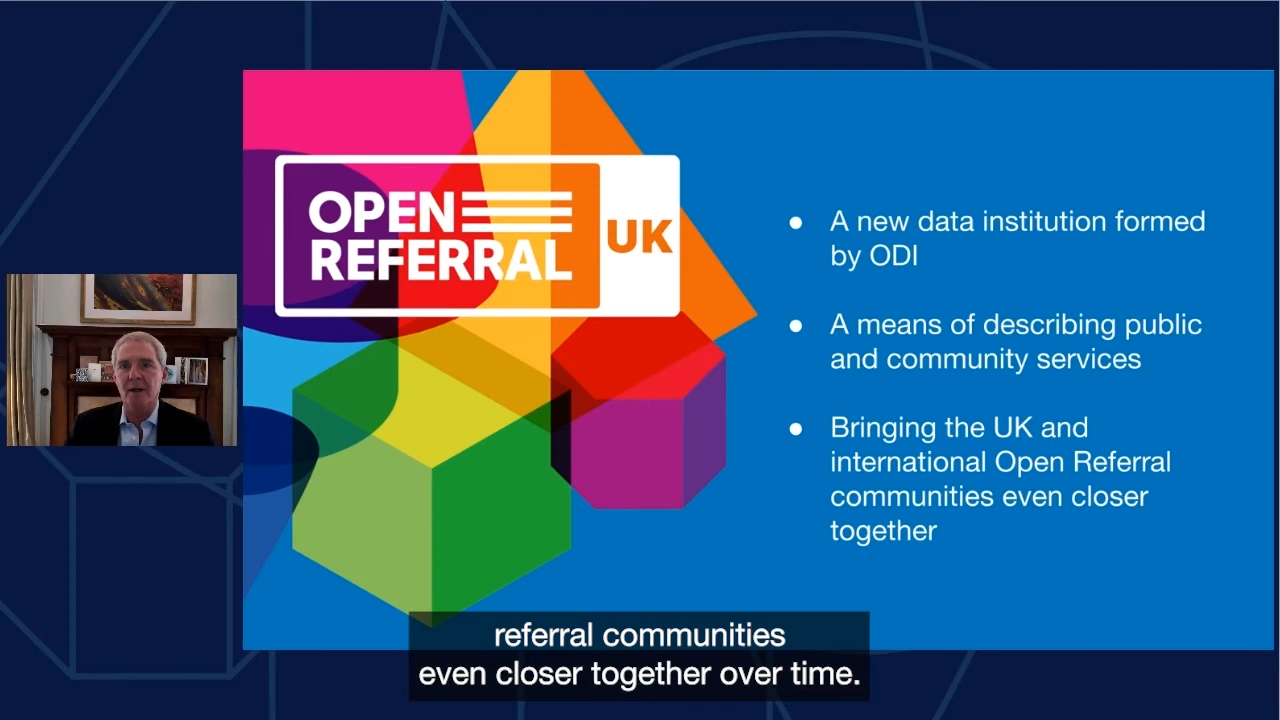 OPEN
REFERRAL
UK
● A new data institution formed
by ODI
● A means of describing public
and community services
● Bringing the UK and
international Open Referral
communities even closer
together
referral communities
even closer together over time.